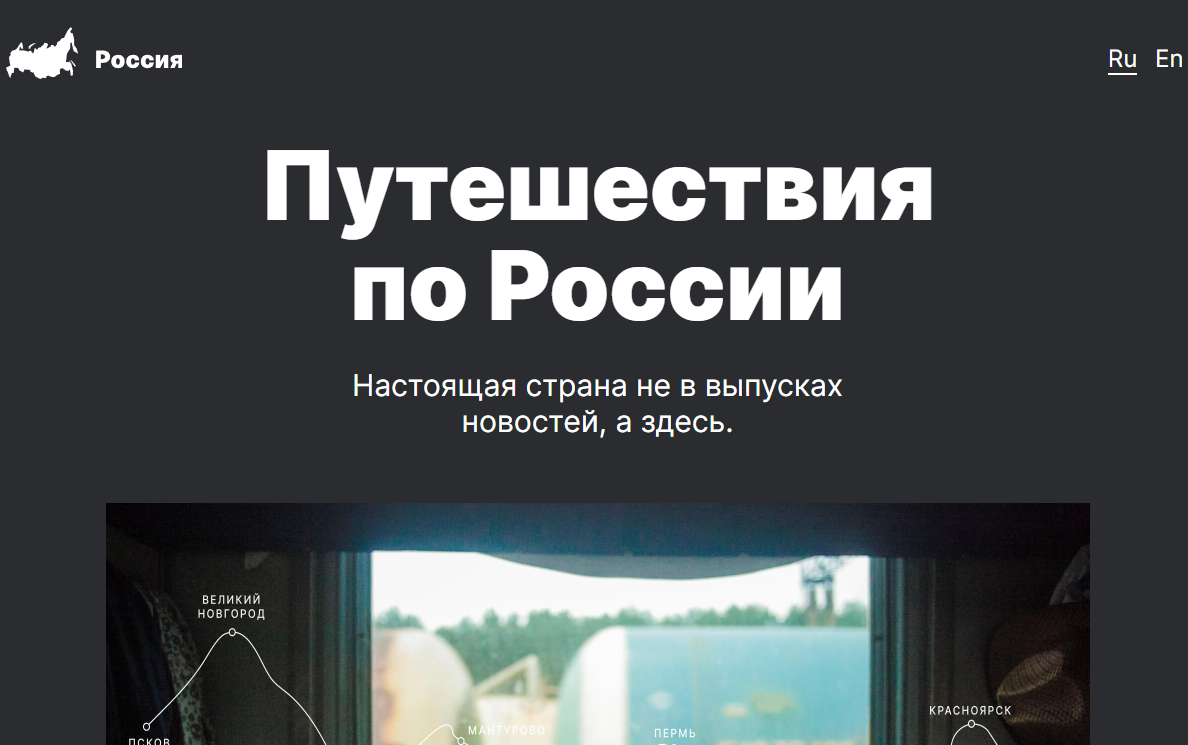 Россия
Ru En
Путешествия
по России
Настоящая страна не в выпусках
новостей, а здесь.
ВЕЛИКИЙ
НОВГОРОД
КРАСНОЯРСК
МАНТУРОВО
ПЕРМЬ
ПСКОВ